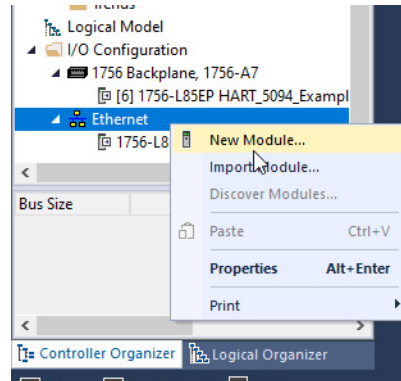 Trends
Logical Model
I/O Configuration
1756 Backplane, 1756-A7
[6] 1756-L85EP HART_5094_Exampl
Ethernet
1756-L8
New Module...
Import Module...
Discover Modules...
Paste Ctrl+V
Properties Alt+Enter
Print
Bus Size
Controller Organizer
Logical Organizer